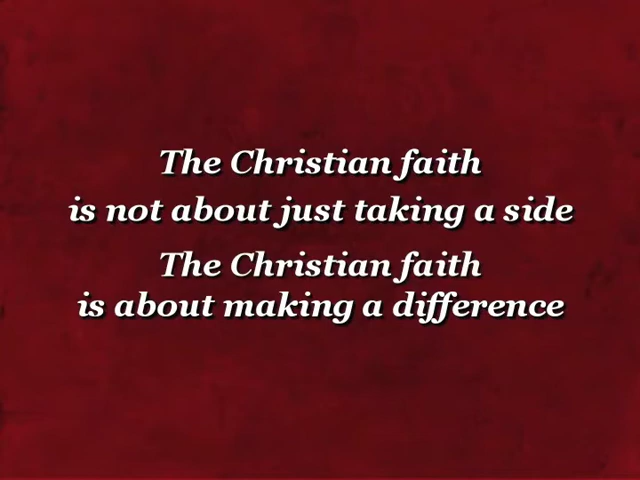 The Christian faith
is not about just taking a side
The Christian faith
is about making a difference